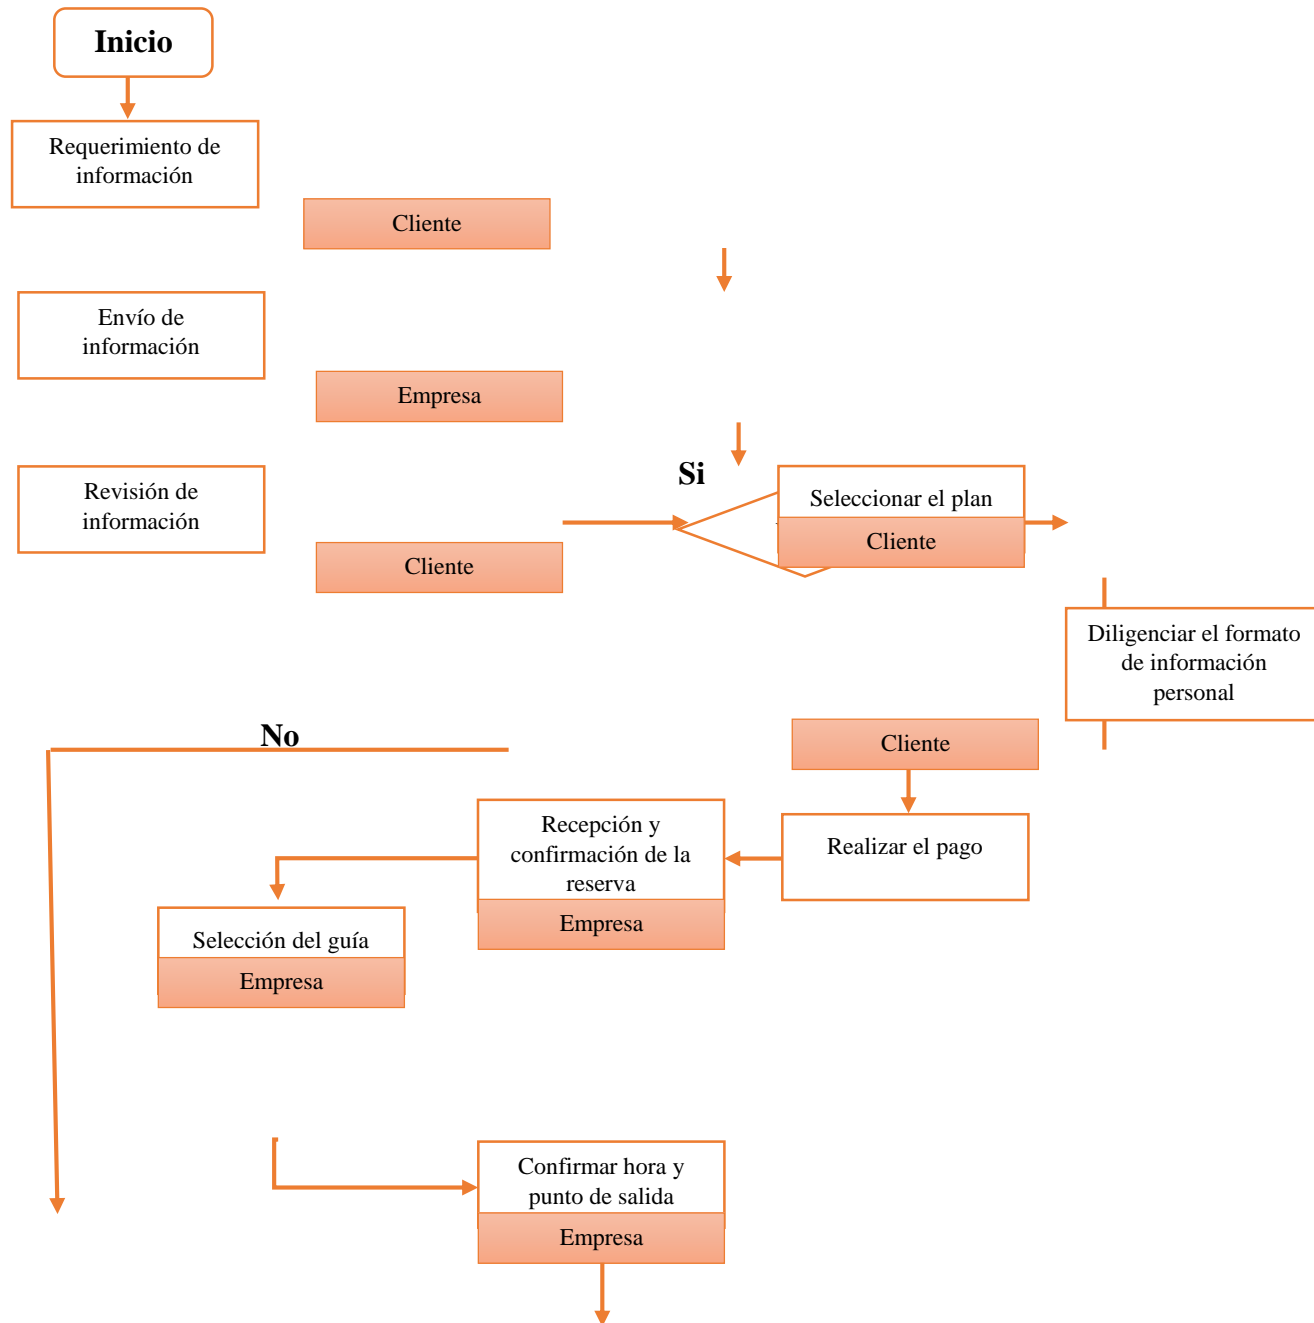 Inicio
Requerimiento de
información
Cliente
Envío de
información
Empresa
Revisión de
información
Cliente
Si
Seleccionar el plan
Cliente
Diligenciar el formato
de información
personal
No
Cliente
Realizar el pago
Recepción y
confirmación de la
reserva
Empresa
Selección del guía
Empresa
Confirmar hora y
punto de salida
Empresa